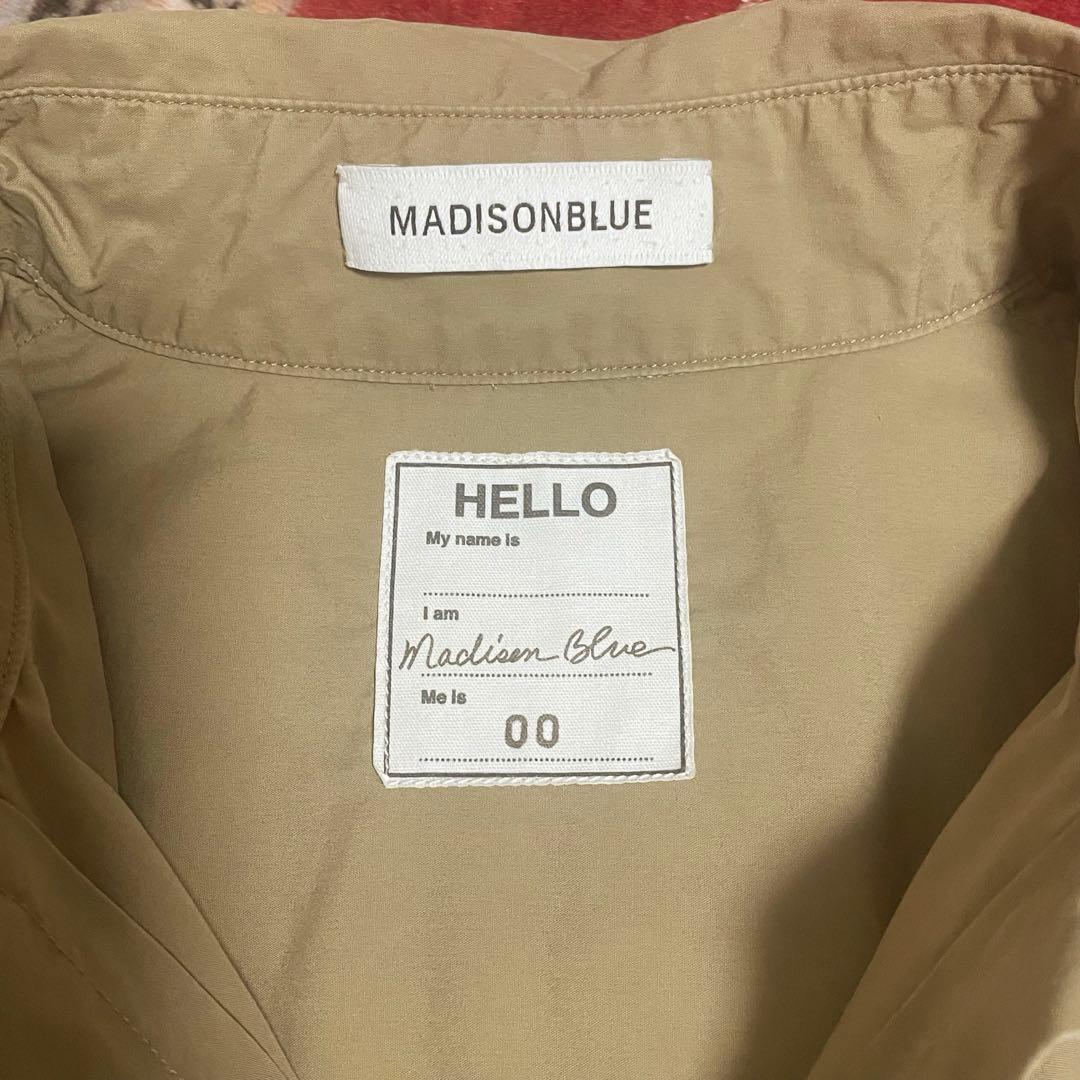 MADISONBLUE
HELLO
My name is
I am
Madison Blue
Me is
00